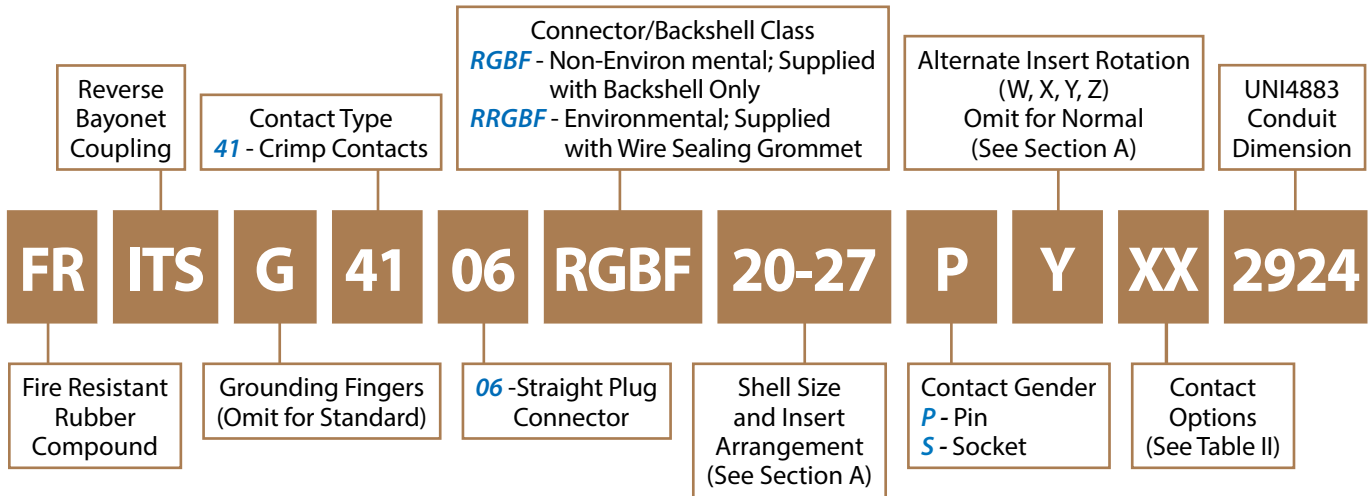 Connector/Backshell Class
RGBF - Non-Environ mental; Supplied
with Backshell Only
RRGBF - Environmental; Supplied
with Wire Sealing Grommet
Alternate Insert Rotation
(W, X, Y, Z)
Omit for Normal
(See Section A)
Reverse
Bayonet
Coupling
Contact Type
41 - Crimp Contacts
UNI4883
Conduit
Dimension
FR ITS G 41 06 RGBF 20-27 P Y XX 2924
Fire Resistant
Rubber
Compound
Grounding Fingers
(Omit for Standard)
06 -Straight Plug
Connector
Shell Size
and Insert
Arrangement
(See Section A)
Contact Gender
P - Pin
S - Socket
Contact
Options
(See Table II)